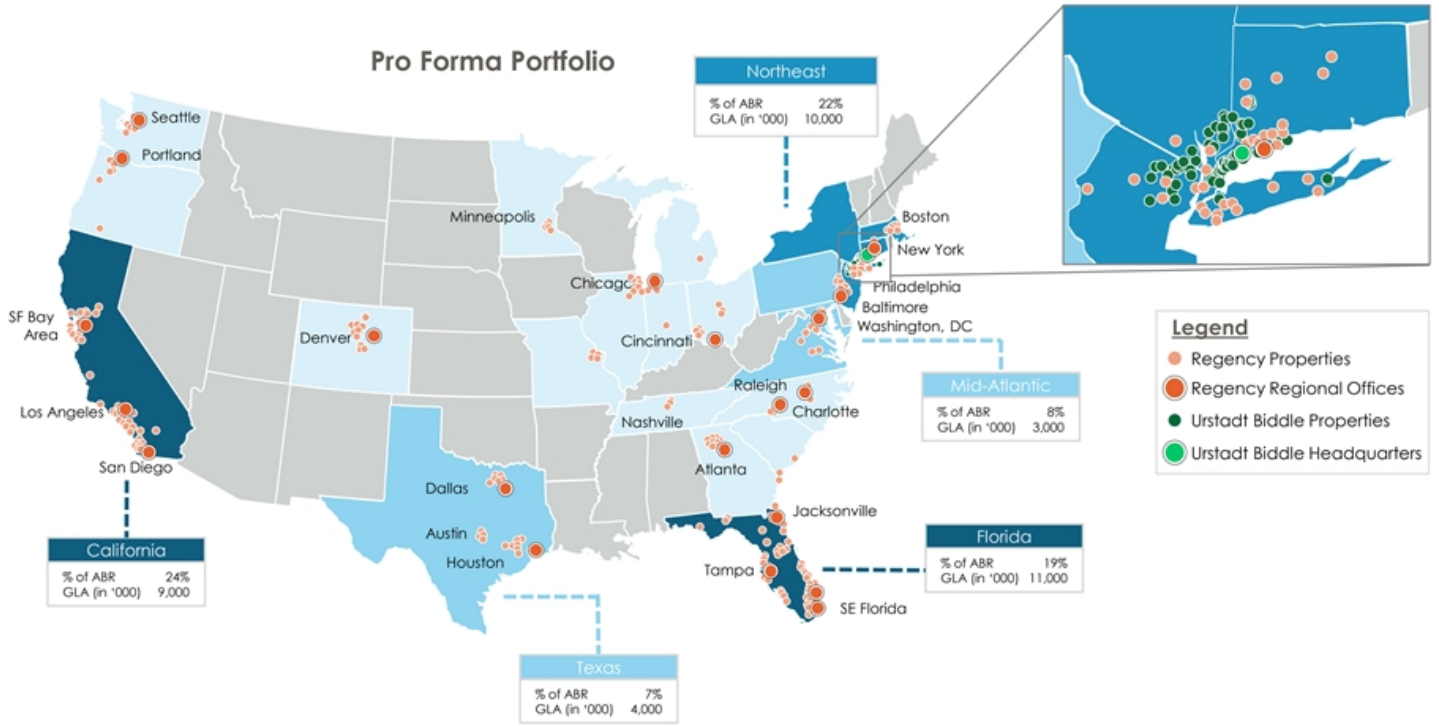 Pro Forma Portfolio
Northeast
% of ABR 22%
GLA (in ‘000) 10,000
Seattle
Portland
Minneapolis
Boston
New York
Chicago
Philadelphia
Baltimore
Washington, DC
SF Bay
Area
Denver
Cincinnati
Legend
Regency Properties
Regency Regional Offices
Urstadt Biddle Properties
Urstadt Biddle Headquarters
Raleigh
Charlotte
Mid-Atlantic
% of ABR 8%
GLA (in ‘000) 3,000
Los Angeles
Nashville
San Diego
Atlanta
Dallas
Austin
Houston
Jacksonville
Tampa
SE Florida
California
% of ABR 24%
GLA (in ‘000) 9,000
Florida
% of ABR 19%
GLA (in ‘000) 11,000
Texas
% of ABR 7%
GLA (in ‘000) 4,000